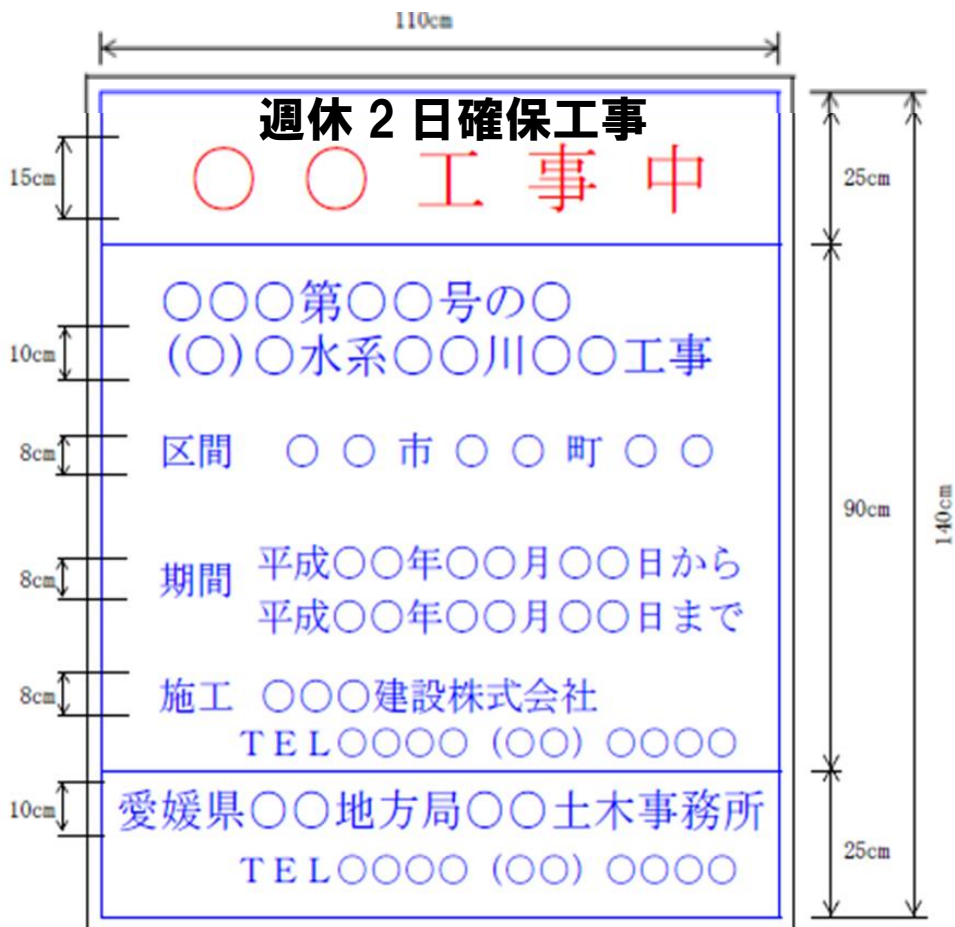 110cm
週休 2 日確保工事
○ ○ 工 事 中
15cm
25cm
○○○第○○号の○
(○)○水系○○川○○工事
10cm
区間 ○ ○ 市 ○ ○ 町 ○ ○
8cm
90cm
140cm
期間 平成○○年○○月○○日から
平成○○年○○月○○日まで
8cm
施工 ○○○建設株式会社
8cm
TEL○○○○ (○○) ○○○○
愛媛県○○地方局○○土木事務所
10cm
TEL○○○○ (○○) ○○○○
25cm